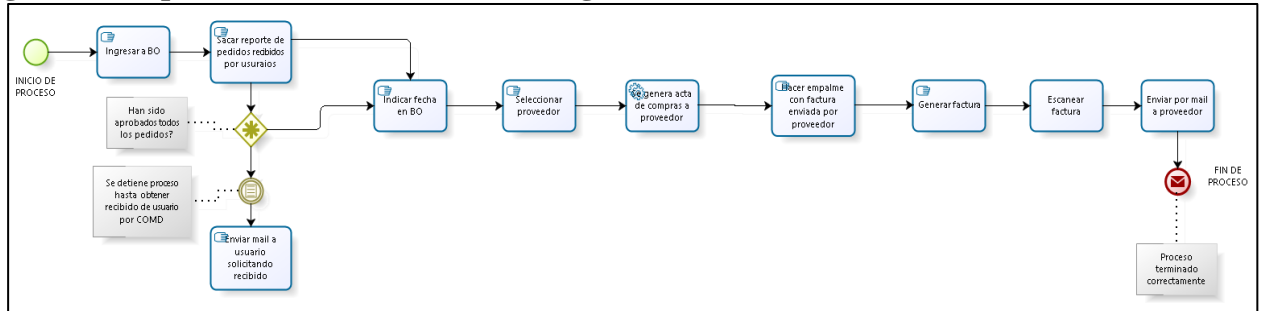 Ingresar a BO
Sacar reporte de
pedidos recibidos
por usuraios
INICIO DE
PROCESO
Han sido
aprobados todos
los pedidos?
Indicar fecha
en BO
Seleccionar
proveedor
Se genera acta
de compras a
proveedor
Hacer empalme
con factura
enviada por
proveedor
Generar factura
Escanear
factura
Enviar por mail
a proveedor
Se detiene proceso
hasta obtener
recibido de usuario
por COMD
FIN DE
PROCESO
Enviar mail a
usuario
solicitando
recibido
Proceso
terminado
correctamente